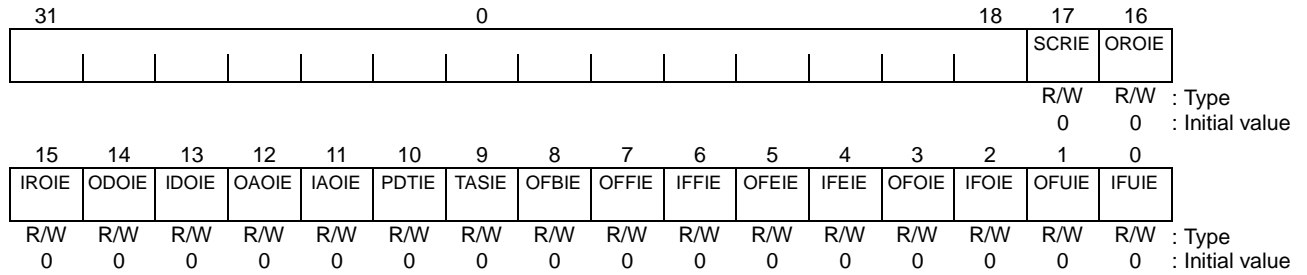 31 0 18 17 16
SCRIE OROIE
R/W R/W : Type
0 0 : Initial value
15 14 13 12 11 10 9 8 7 6 5 4 3 2 1 0
IROIE ODOIE IDOIE OAOIE IAOIE PDTIE TASIE OFBIE OFFIE IFFIE OFEIE IFEIE OFOIE IFOIE OFUIE IFUIE
R/W R/W R/W R/W R/W R/W R/W R/W R/W R/W R/W R/W R/W R/W R/W R/W : Type
0 0 0 0 0 0 0 0 0 0 0 0 0 0 0 0 : Initial value